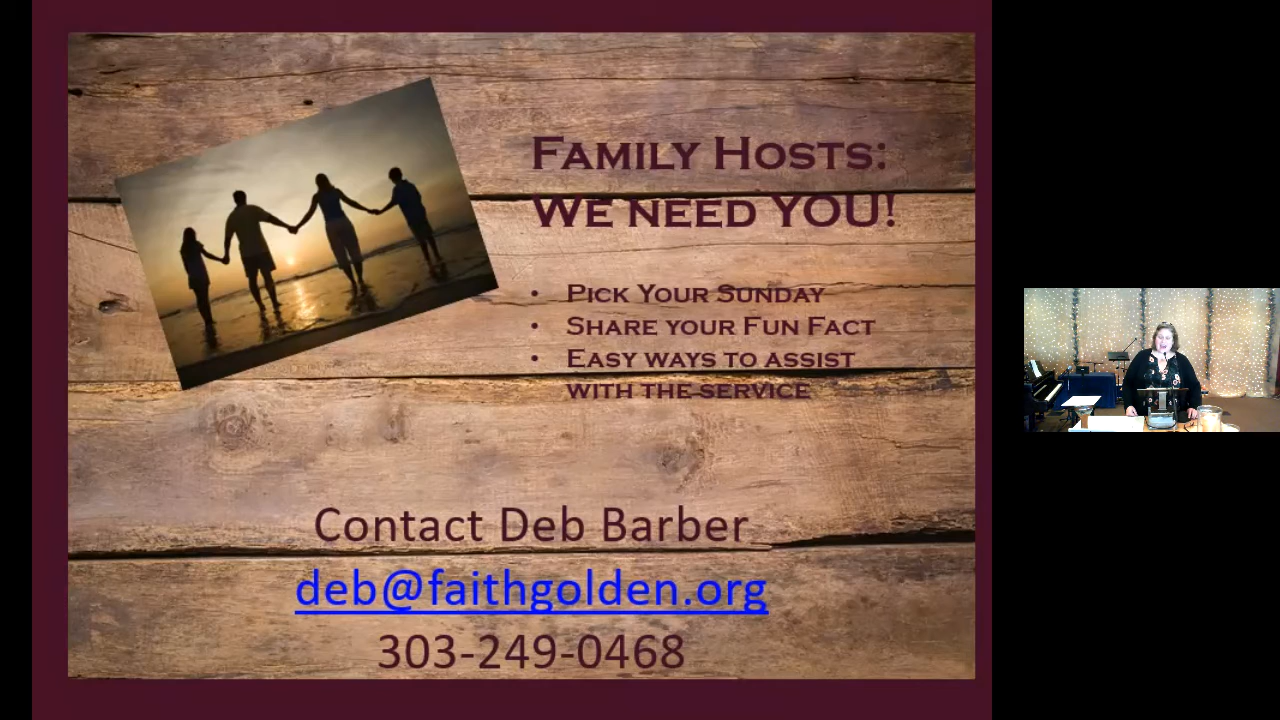 Family Hosts:
We need YOU!
• Pick Your Sunday
• Share your Fun Fact
• Easy ways to assist
with the service
Contact Deb Barber
deb@faithgolden.org
303-249-0468